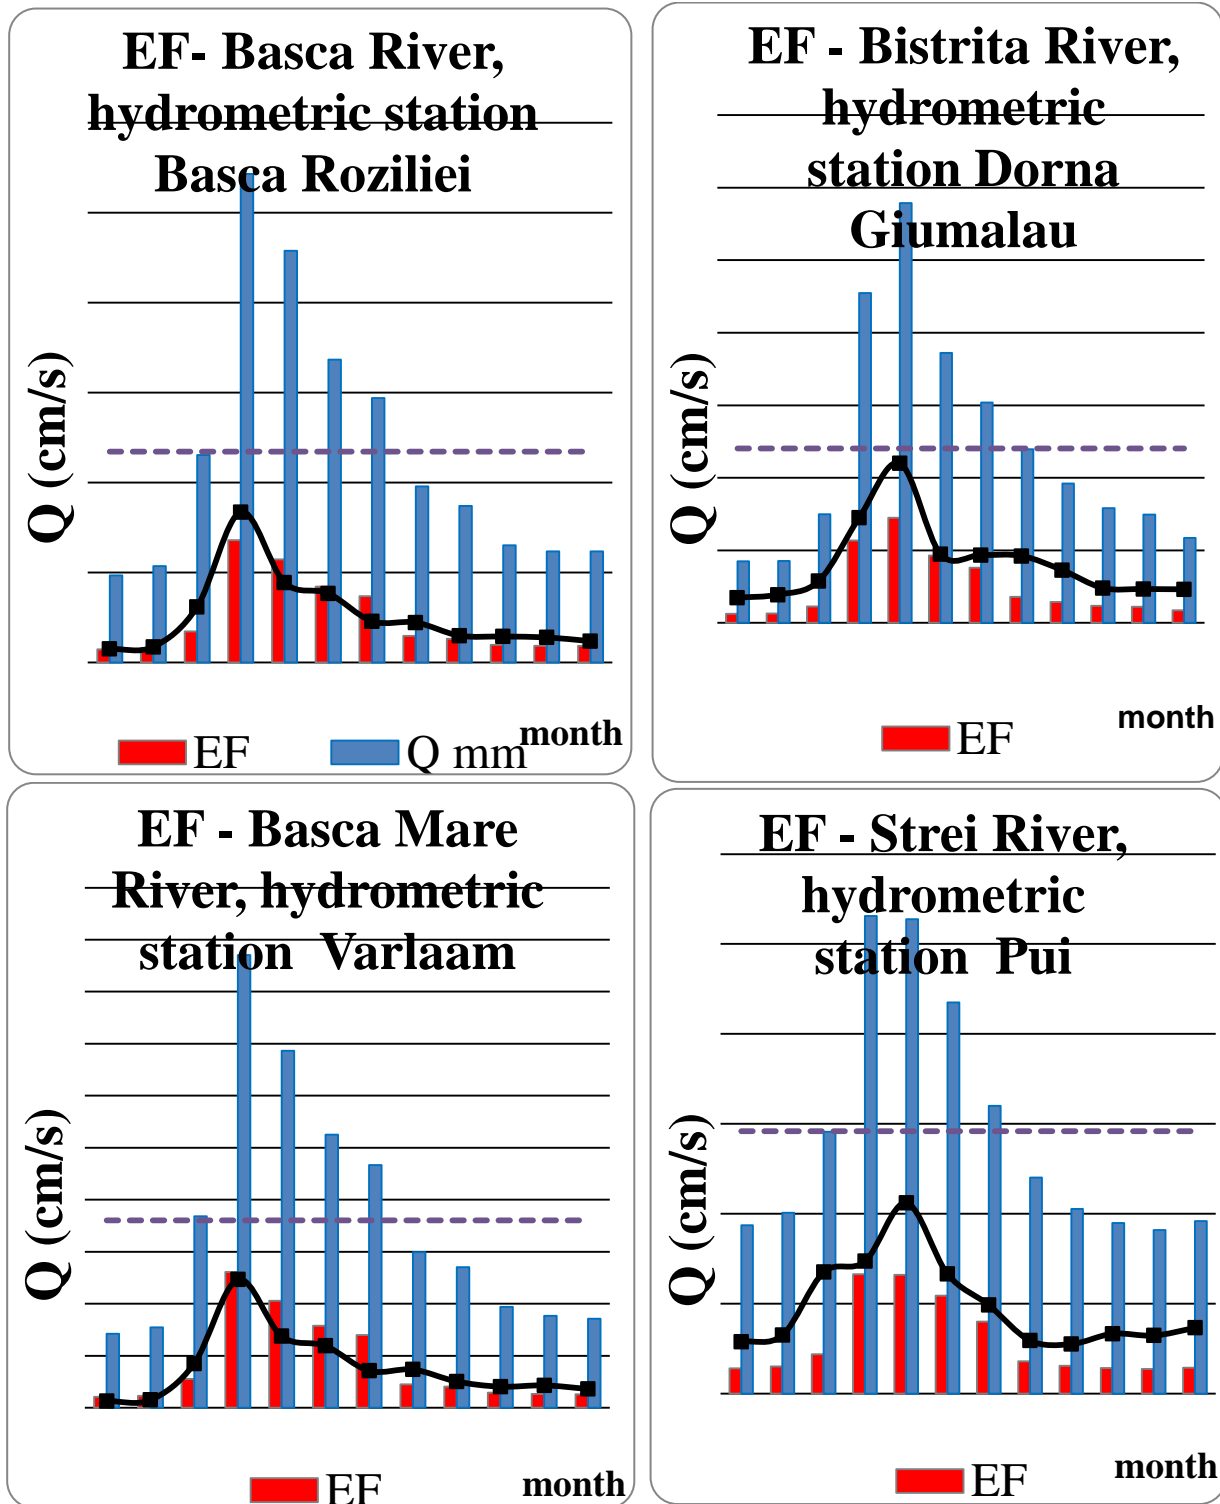 EF- Basca River,
hydrometric station
Basca Roziliei
Q (cm/s)
month
EF Q mm
EF - Bistrita River,
hydrometric
station Dorna
Giumalau
Q (cm/s)
month
EF
EF - Basca Mare
River, hydrometric
station Varlaam
Q (cm/s)
month
EF
EF - Strei River,
hydrometric
station Pui
Q (cm/s)
month
EF